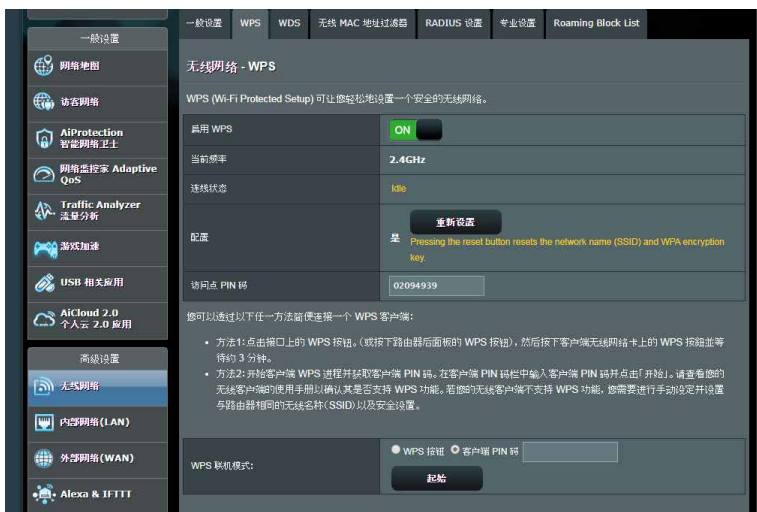 一般设置
网络地图
访客网络
AiProtection
智能网络卫士
网络监控家 Adaptive
QoS
Traffic Analyzer
流量分析
游戏加速
USB 相关应用
AiCloud 2.0
个人云 2.0 应用
高级设置
无线网络
内部网络(LAN)
外部网络(WAN)
Alexa & IFTTT
一般设置 WPS WDS 无线 MAC 地址过滤器 RADIUS 设置 专业设置 Roaming Block List
无线网络 - WPS
WPS (Wi-Fi Protected Setup) 可让您轻松地设置一个安全的无线网络。
启用 WPS ON
当前频率 2.4GHz
连线状态 Idle
配置 是 重新设置
Pressing the reset button resets the network name (SSID) and WPA encryption
key.
访问点 PIN 码 02094939
您可以透过以下任一方法简便连接一个 WPS 客户端:
• 方法1:点击接口上的 WPS 按钮。(或按下路由器后面板的 WPS 按钮), 然后按下客户端无线网络卡上的 WPS 按钮并等
待约 3 分钟。
• 方法2:开始客户端 WPS 进程并获取客户端 PIN 码。在客户端 PIN 码栏中输入客户端 PIN 码并点击「开始」。请查看您的
无线客户端的使用手册以确认其是否支持 WPS 功能。若您的无线客户端不支持 WPS 功能, 您需要进行手动设定并设置
与路由器相同的无线名称(SSID)以及安全设置。
WPS 联机模式: WPS 按钮 客户端 PIN 码
起始